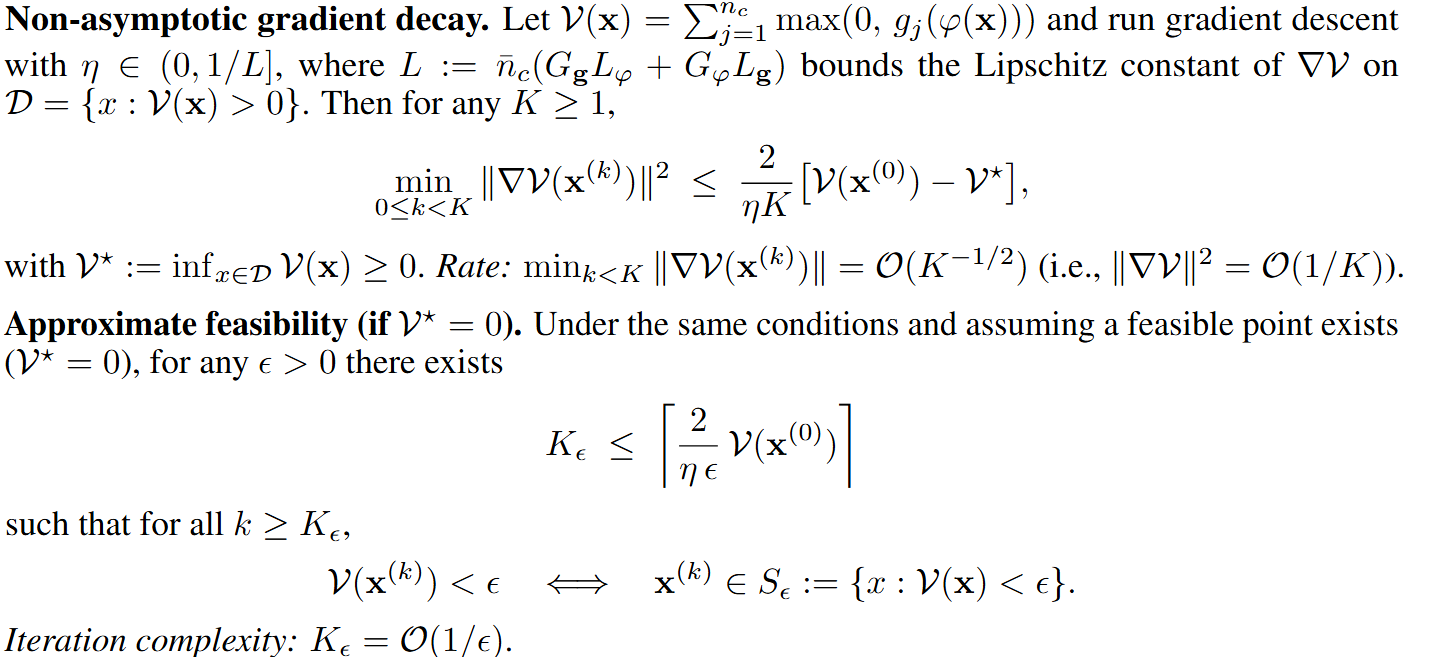 Non-asymptotic gradient decay. Let 𝒱(𝐱) = ∑_{j=1}^{n_c} max(0, g_j(φ(𝐱))) and run gradient descent
with η ∈ (0, 1/L], where L := n̄_c(G_𝐠L_φ + G_φL_𝐠) bounds the Lipschitz constant of ∇𝒱 on
𝒟 = {x : 𝒱(𝐱) > 0}. Then for any K ≥ 1,
min_{0≤k<K} ‖∇𝒱(𝐱^{(k)})‖² ≤ \frac{2}{ηK} [𝒱(𝐱^{(0)}) − 𝒱^⋆],
with 𝒱^⋆ := inf_{x∈𝒟} 𝒱(𝐱) ≥ 0. Rate: min_{k<K} ‖∇𝒱(𝐱^{(k)})‖ = 𝒪(K^{−1/2}) (i.e., ‖∇𝒱‖² = 𝒪(1/K)).
Approximate feasibility (if 𝒱^⋆ = 0). Under the same conditions and assuming a feasible point exists
(𝒱^⋆ = 0), for any ϵ > 0 there exists
K_ϵ ≤ ⌈\frac{2}{η ϵ} 𝒱(𝐱^{(0)})⌉
such that for all k ≥ K_ϵ,
𝒱(𝐱^{(k)}) < ϵ ⟺ 𝐱^{(k)} ∈ S_ϵ := {x : 𝒱(𝐱) < ϵ}.
Iteration complexity: K_ϵ = 𝒪(1/ϵ).